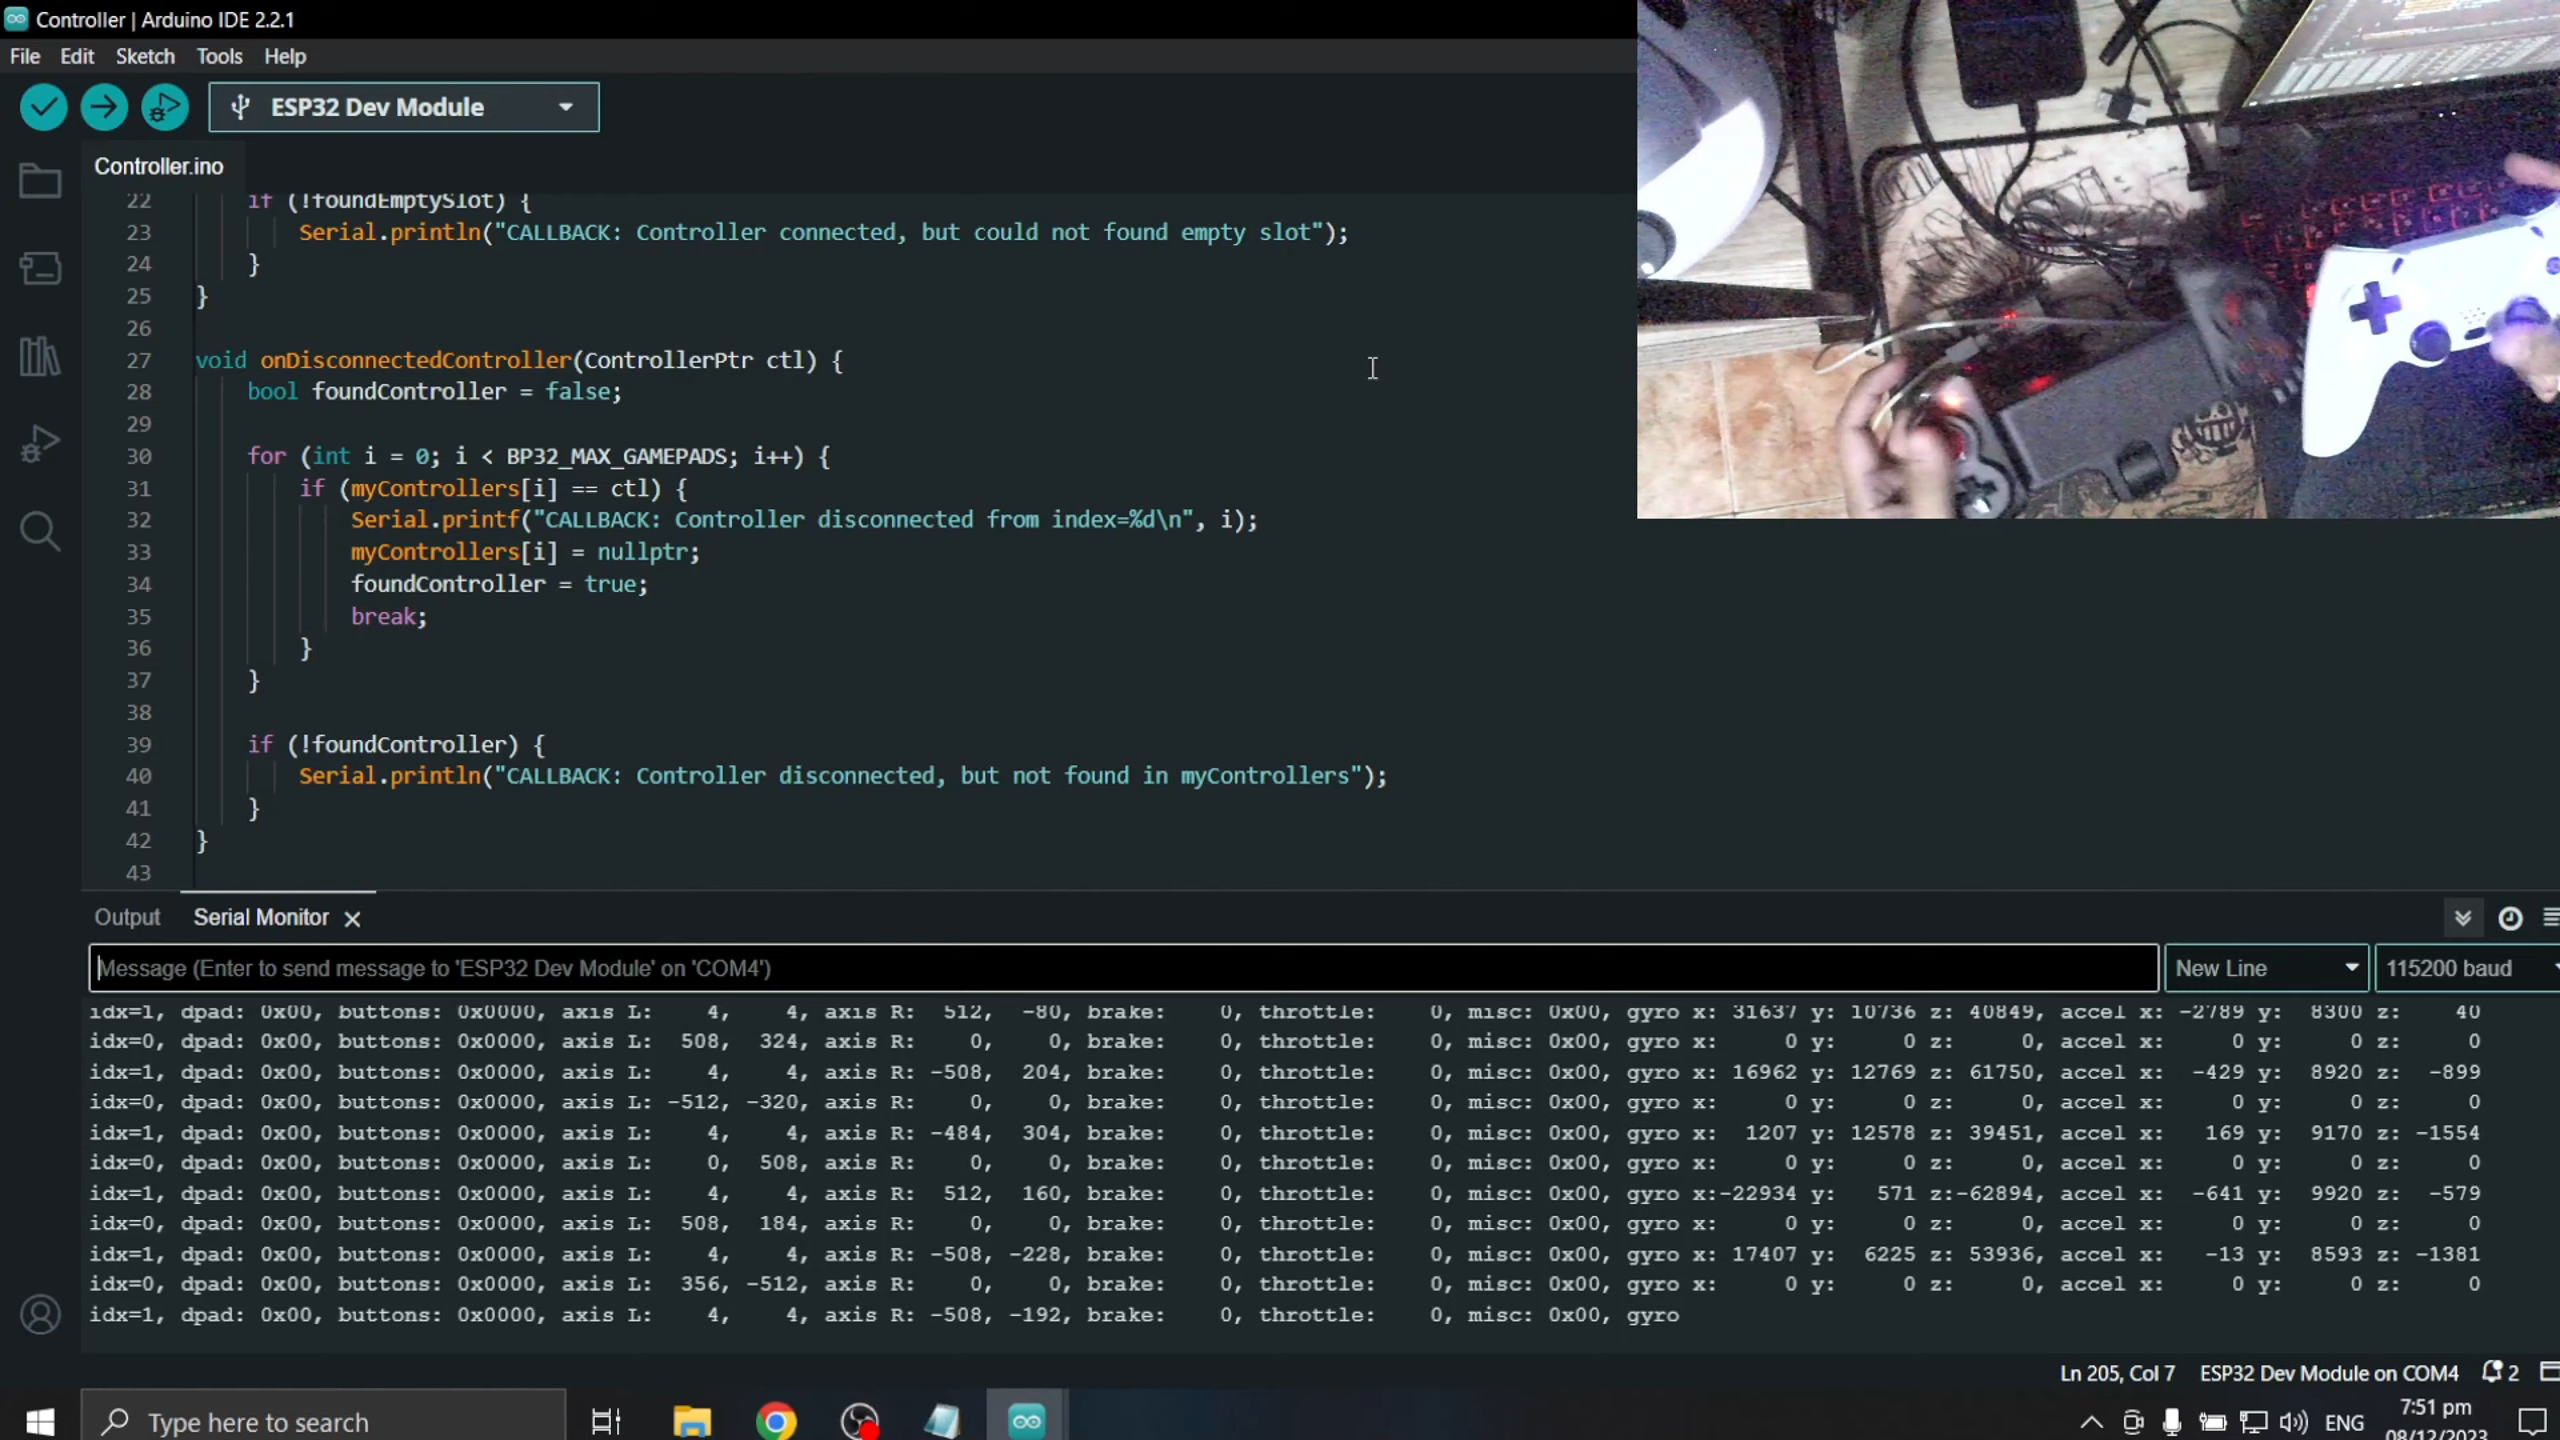 Controller | Arduino IDE 2.2.1
File Edit Sketch Tools Help
ESP32 Dev Module
Controller.ino
22 if (!foundEmptySlot) {
23 Serial.println("CALLBACK: Controller connected, but could not found empty slot");
24 }
25 }
26
27 void onDisconnectedController(ControllerPtr ctl) {
28 bool foundController = false;
29
30 for (int i = 0; i < BP32_MAX_GAMEPADS; i++) {
31 if (myControllers[i] == ctl) {
32 Serial.printf("CALLBACK: Controller disconnected from index=%d\n", i);
33 myControllers[i] = nullptr;
34 foundController = true;
35 break;
36 }
37 }
38
39 if (!foundController) {
40 Serial.println("CALLBACK: Controller disconnected, but not found in myControllers");
41 }
42 }
43
Output Serial Monitor
Message (Enter to send message to 'ESP32 Dev Module' on 'COM4') New Line 115200 baud
idx=1, dpad: 0x00, buttons: 0x0000, axis L: 4, 4, axis R: 512, -80, brake: 0, throttle: 0, misc: 0x00, gyro x: 31637 y: 10736 z: 40849, accel x: -2789 y: 8300 z: 40
idx=0, dpad: 0x00, buttons: 0x0000, axis L: 508, 324, axis R: 0, 0, brake: 0, throttle: 0, misc: 0x00, gyro x: 0 y: 0 z: 0, accel x: 0 y: 0 z: 0
idx=1, dpad: 0x00, buttons: 0x0000, axis L: 4, 4, axis R: -508, 204, brake: 0, throttle: 0, misc: 0x00, gyro x: 16962 y: 12769 z: 61750, accel x: -429 y: 8920 z: -899
idx=0, dpad: 0x00, buttons: 0x0000, axis L: -512, -320, axis R: 0, 0, brake: 0, throttle: 0, misc: 0x00, gyro x: 0 y: 0 z: 0, accel x: 0 y: 0 z: 0
idx=1, dpad: 0x00, buttons: 0x0000, axis L: 4, 4, axis R: -484, 304, brake: 0, throttle: 0, misc: 0x00, gyro x: 1207 y: 12578 z: 39451, accel x: 169 y: 9170 z: -1554
idx=0, dpad: 0x00, buttons: 0x0000, axis L: 0, 508, axis R: 0, 0, brake: 0, throttle: 0, misc: 0x00, gyro x: 0 y: 0 z: 0, accel x: 0 y: 0 z: 0
idx=1, dpad: 0x00, buttons: 0x0000, axis L: 4, 4, axis R: 512, 160, brake: 0, throttle: 0, misc: 0x00, gyro x:-22934 y: 571 z:-62894, accel x: -641 y: 9920 z: -579
idx=0, dpad: 0x00, buttons: 0x0000, axis L: 508, 184, axis R: 0, 0, brake: 0, throttle: 0, misc: 0x00, gyro x: 0 y: 0 z: 0, accel x: 0 y: 0 z: 0
idx=1, dpad: 0x00, buttons: 0x0000, axis L: 4, 4, axis R: -508, -228, brake: 0, throttle: 0, misc: 0x00, gyro x: 17407 y: 6225 z: 53936, accel x: -13 y: 8593 z: -1381
idx=0, dpad: 0x00, buttons: 0x0000, axis L: 356, -512, axis R: 0, 0, brake: 0, throttle: 0, misc: 0x00, gyro x: 0 y: 0 z: 0, accel x: 0 y: 0 z: 0
idx=1, dpad: 0x00, buttons: 0x0000, axis L: 4, 4, axis R: -508, -192, brake: 0, throttle: 0, misc: 0x00, gyro
Ln 205, Col 7 ESP32 Dev Module on COM4 2
Type here to search ENG 7:51 pm
08/12/2023